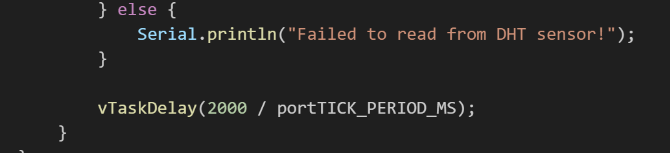 } else {
Serial.println("Failed to read from DHT sensor!");
}
vTaskDelay(2000 / portTICK_PERIOD_MS);
}